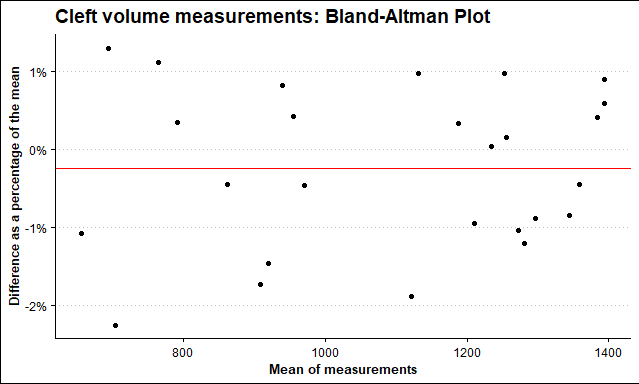 Cleft volume measurements: Bland-Altman Plot
Difference as a percentage of the mean
1%
0%
-1%
-2%
800 1000 1200 1400
Mean of measurements